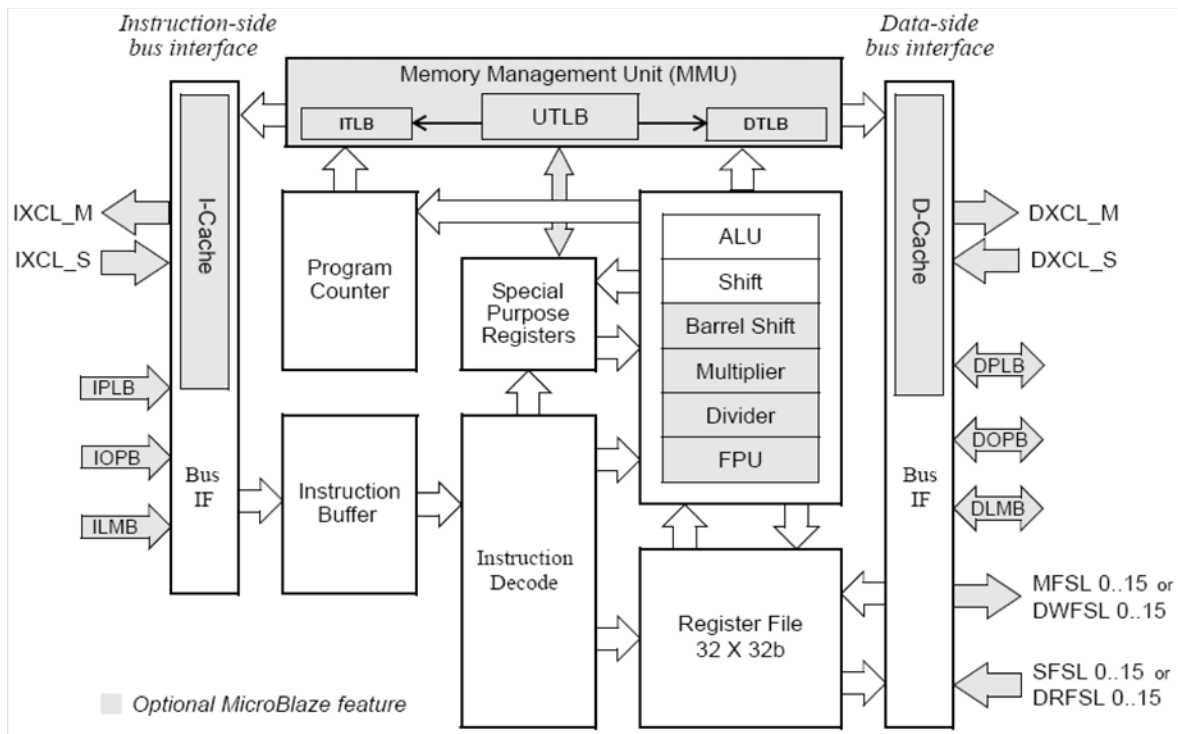 Instruction-side
bus interface
Data-side
bus interface
Memory Management Unit (MMU)
ITLB
UTLB
DTLB
I-Cache
D-Cache
IXCL_M
IXCL_S
DXCL_M
DXCL_S
Program
Counter
Special
Purpose
Registers
ALU
Shift
Barrel Shift
Multiplier
Divider
FPU
IPLB
IOPB
ILMB
Bus
IF
Instruction
Buffer
Instruction
Decode
Register File
32 X 32b
Bus
IF
DPLB
DOPB
DLMB
MFSL 0..15 or
DWFSL 0..15
SFSL 0..15 or
DRFSL 0..15
Optional MicroBlaze feature